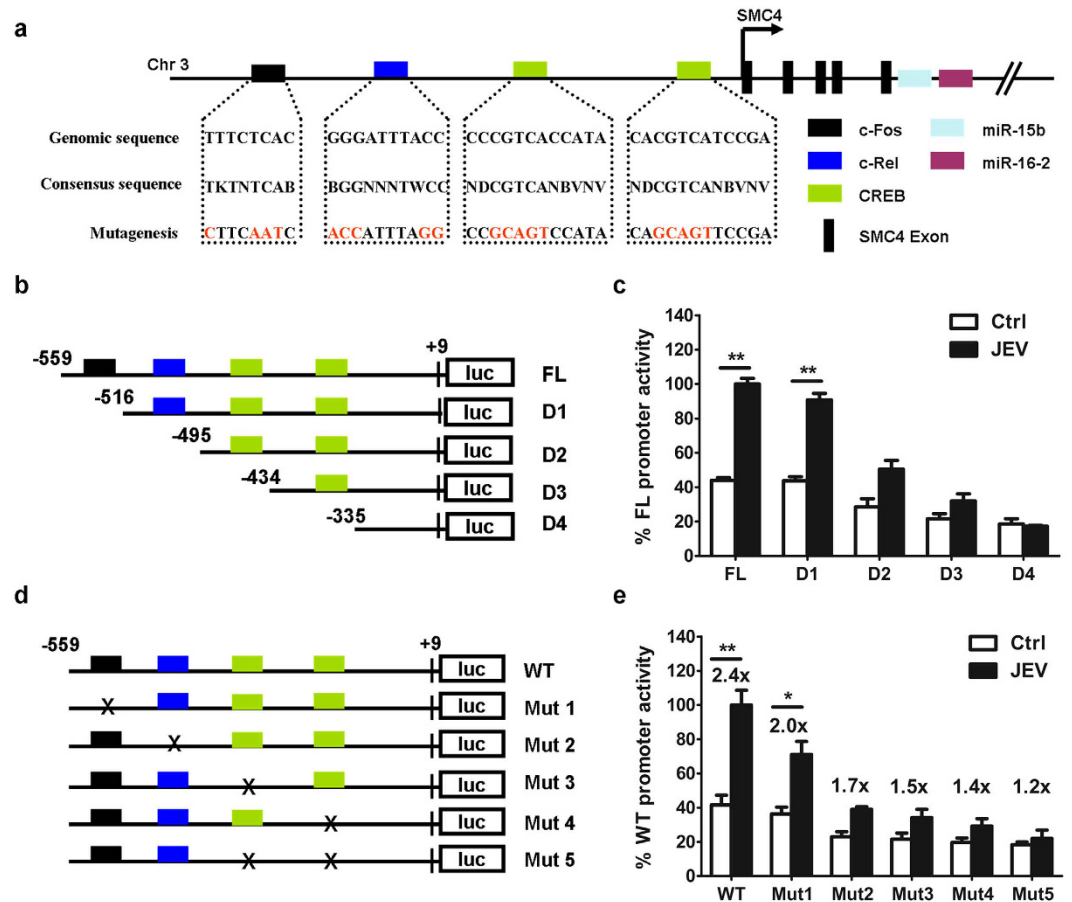 a
SMC4
Chr 3
Genomic sequence TTTCTCAC GGGATTTACC CCCGTCACCATA CACGTCATCCGA
Consensus sequence TKTNTCAB BGGNNNTWCC NDCGTCANBVNV NDCGTCANBVNV
Mutagenesis CTTCAATC ACCATTTAGG CCGCAGTCCATA CAGCAGTTCCGA
c-Fos miR-15b
c-Rel miR-16-2
CREB
SMC4 Exon
b
-559 +9 luc FL
-516 luc D1
-495 luc D2
-434 luc D3
-335 luc D4
c
% FL promoter activity
140
120
100
80
60
40
20
0
Ctrl
JEV
** **
FL D1 D2 D3 D4
d
-559 +9 luc WT
X luc Mut 1
X luc Mut 2
X luc Mut 3
X luc Mut 4
X X luc Mut 5
e
% WT promoter activity
140
120
100
80
60
40
20
0
Ctrl
JEV
** *
2.4x 2.0x 1.7x 1.5x 1.4x 1.2x
WT Mut1 Mut2 Mut3 Mut4 Mut5